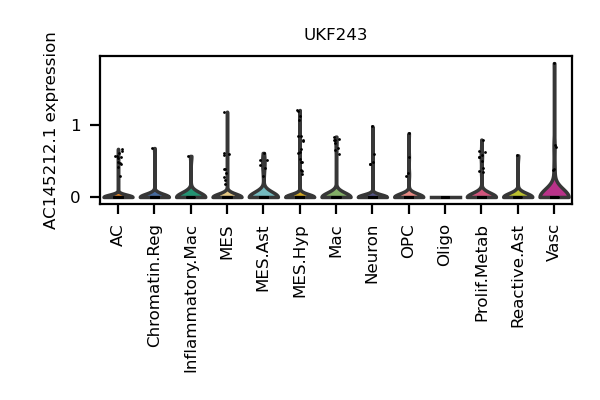 UKF243
AC145212.1 expression
1
0
AC
Chromatin.Reg
Inflammatory.Mac
MES
MES.Ast
MES.Hyp
Mac
Neuron
OPC
Oligo
Prolif.Metab
Reactive.Ast
Vasc